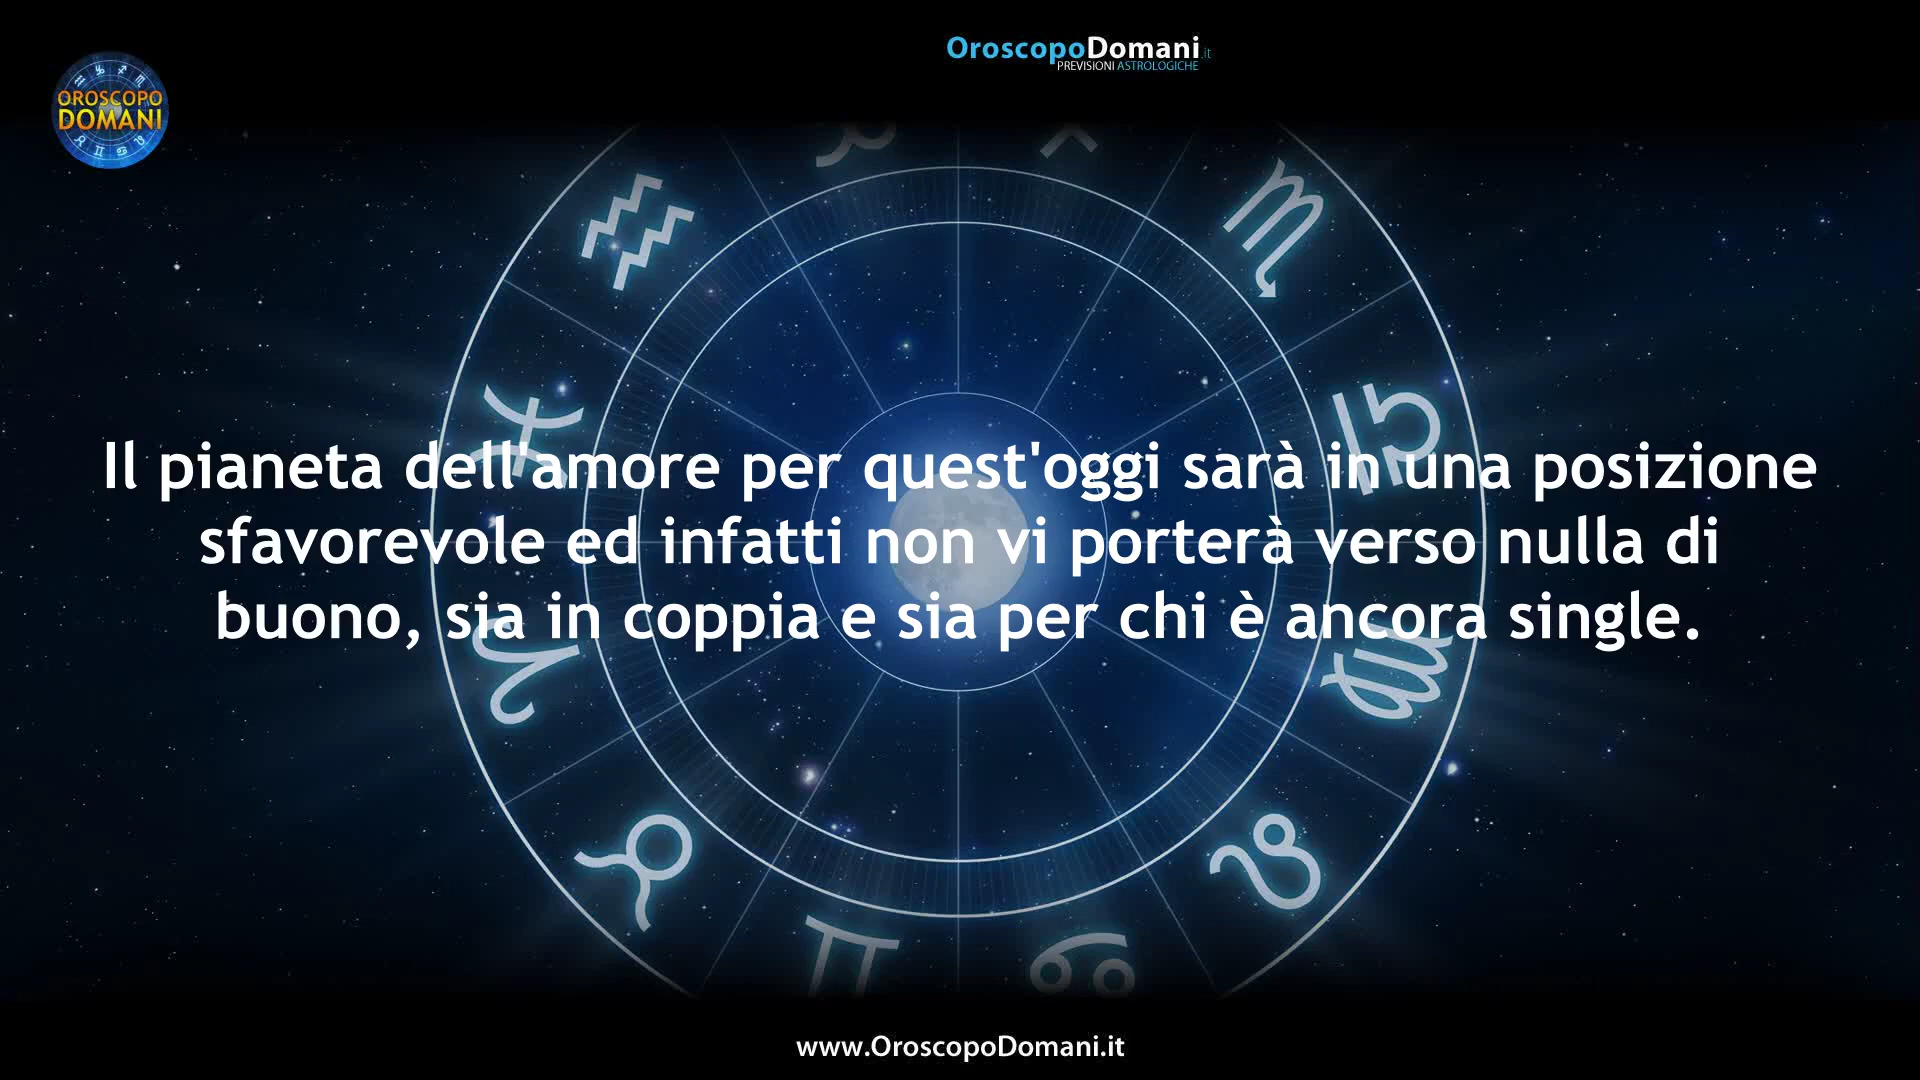 OroscopoDomani.it
PREVISIONI ASTROLOGICHE
OROSCOPO
DOMANI
Il pianeta dell'amore per quest'oggi sarà in una posizione
sfavorevole ed infatti non vi porterà verso nulla di
buono, sia in coppia e sia per chi è ancora single.
www.OroscopoDomani.it